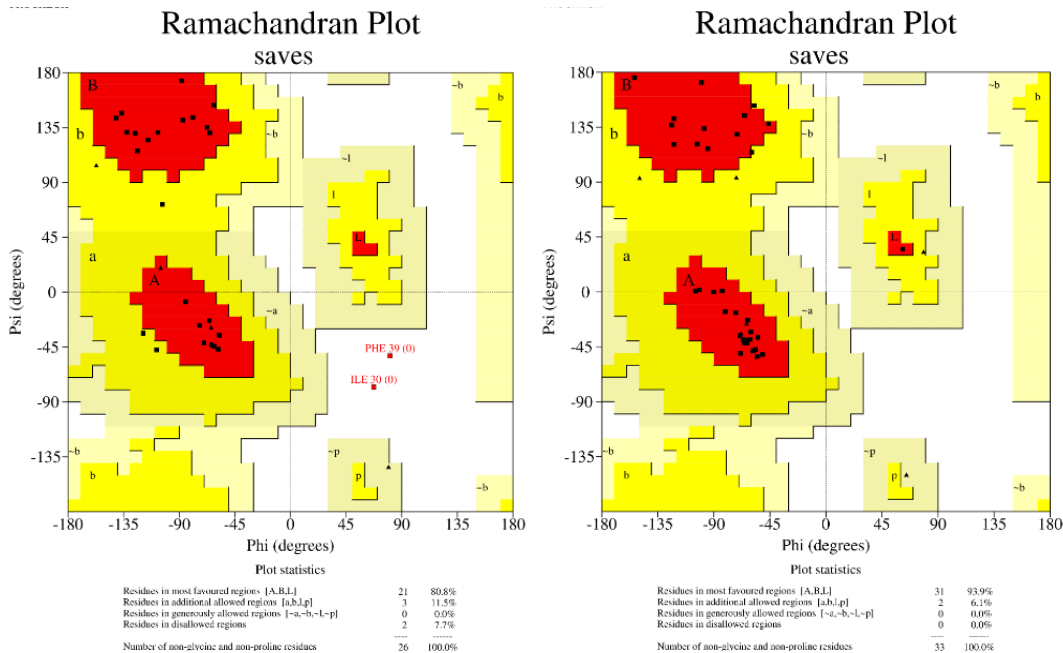 Ramachandran Plot
saves
180
135
90
45
0
-45
-90
-135
Psi (degrees)
B
b
~b
~b
b
~l
l
L
a
A
~a
PHE 39 (0)
ILE 30 (0)
~b
b
~p
p
~b
-180
-135
-90
-45
0
45
90
135
180
Phi (degrees)
Plot statistics
Residues in most favoured regions [A,B,L] 21 80.8%
Residues in additional allowed regions [a,b,l,p] 3 11.5%
Residues in generously allowed regions [~a,~b,~l,~p] 0 0.0%
Residues in disallowed regions 2 7.7%
---- ------
Number of non-glycine and non-proline residues 26 100.0%
Ramachandran Plot
saves
180
135
90
45
0
-45
-90
-135
Psi (degrees)
B
b
~b
~b
b
~l
l
L
a
A
~a
~b
b
~p
p
~b
-180
-135
-90
-45
0
45
90
135
180
Phi (degrees)
Plot statistics
Residues in most favoured regions [A,B,L] 31 93.9%
Residues in additional allowed regions [a,b,l,p] 2 6.1%
Residues in generously allowed regions [~a,~b,~l,~p] 0 0.0%
Residues in disallowed regions 0 0.0%
---- ------
Number of non-glycine and non-proline residues 33 100.0%